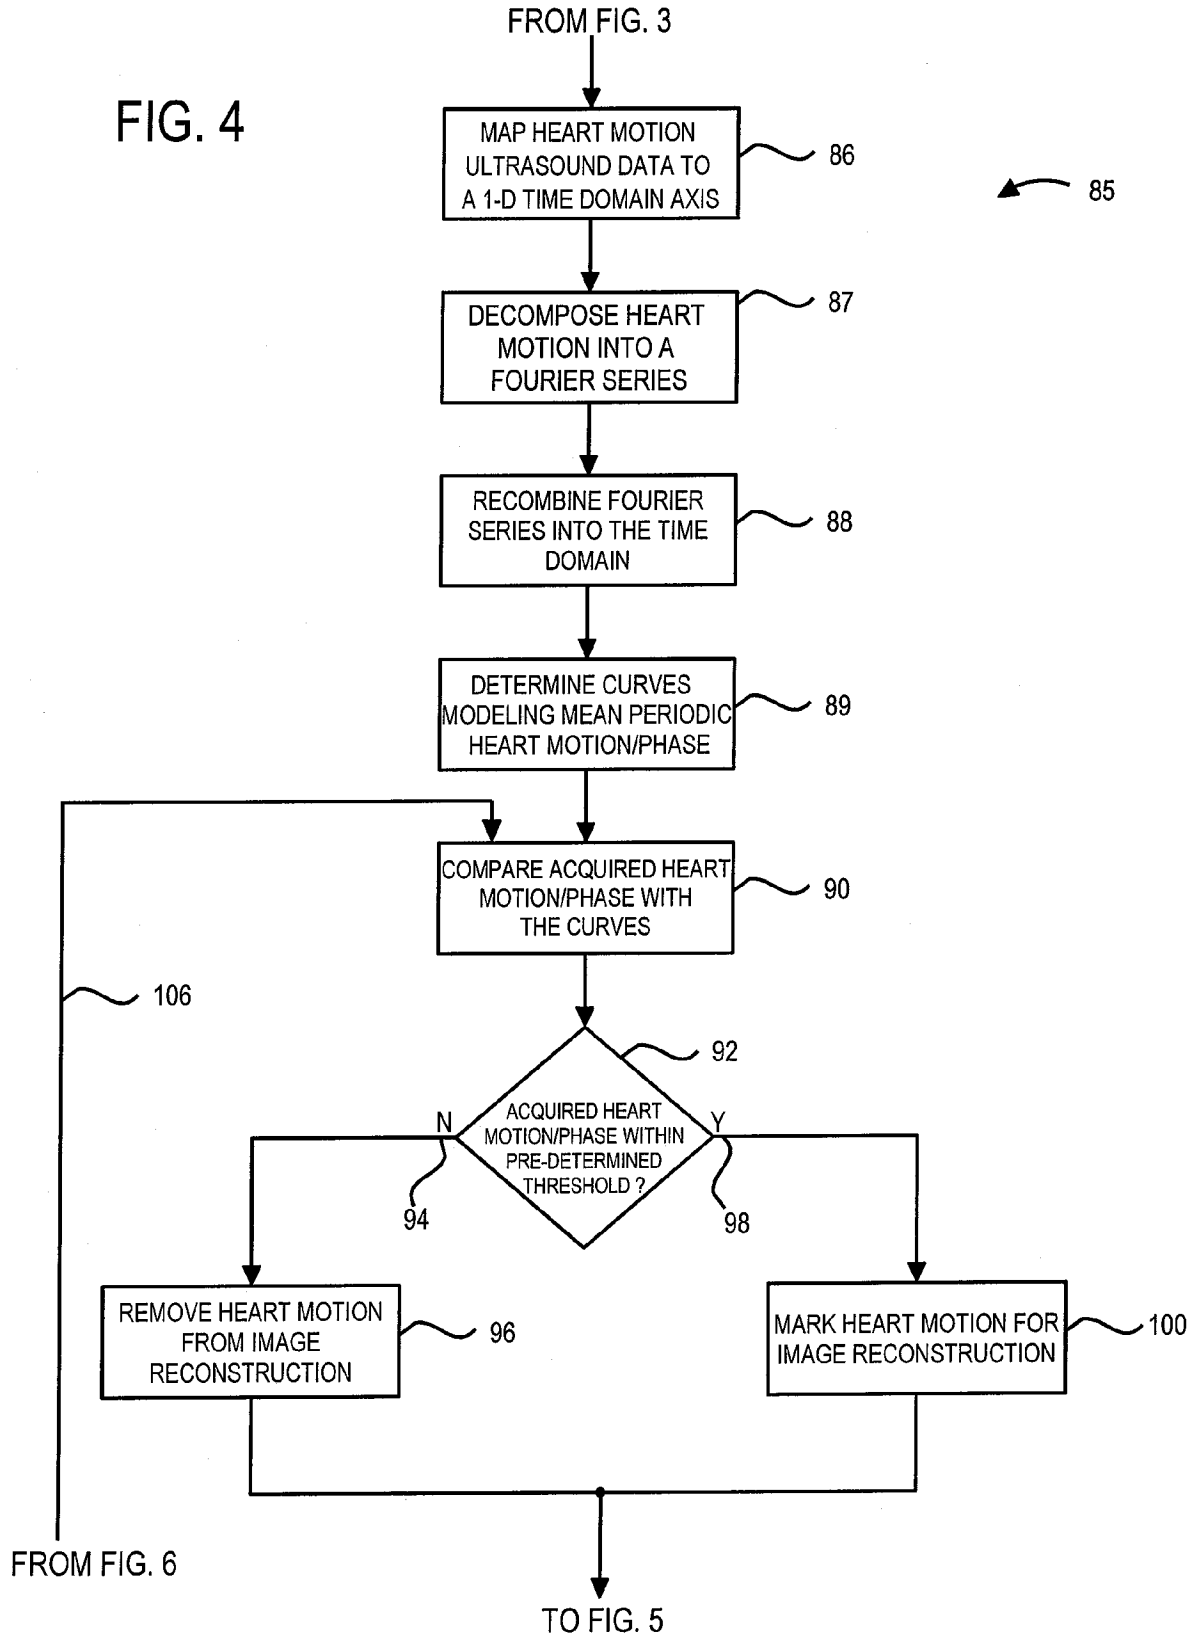 FROM FIG. 3
FIG. 4
MAP HEART MOTION
ULTRASOUND DATA TO
A 1-D TIME DOMAIN AXIS
86
85
DECOMPOSE HEART
MOTION INTO A
FOURIER SERIES
87
RECOMBINE FOURIER
SERIES INTO THE TIME
DOMAIN
88
DETERMINE CURVES
MODELING MEAN PERIODIC
HEART MOTION/PHASE
89
COMPARE ACQUIRED HEART
MOTION/PHASE WITH
THE CURVES
90
106
92
ACQUIRED HEART
MOTION/PHASE WITHIN
PRE-DETERMINED
THRESHOLD ?
N
Y
94
98
REMOVE HEART MOTION
FROM IMAGE
RECONSTRUCTION
96
MARK HEART MOTION FOR
IMAGE RECONSTRUCTION
100
FROM FIG. 6
TO FIG. 5